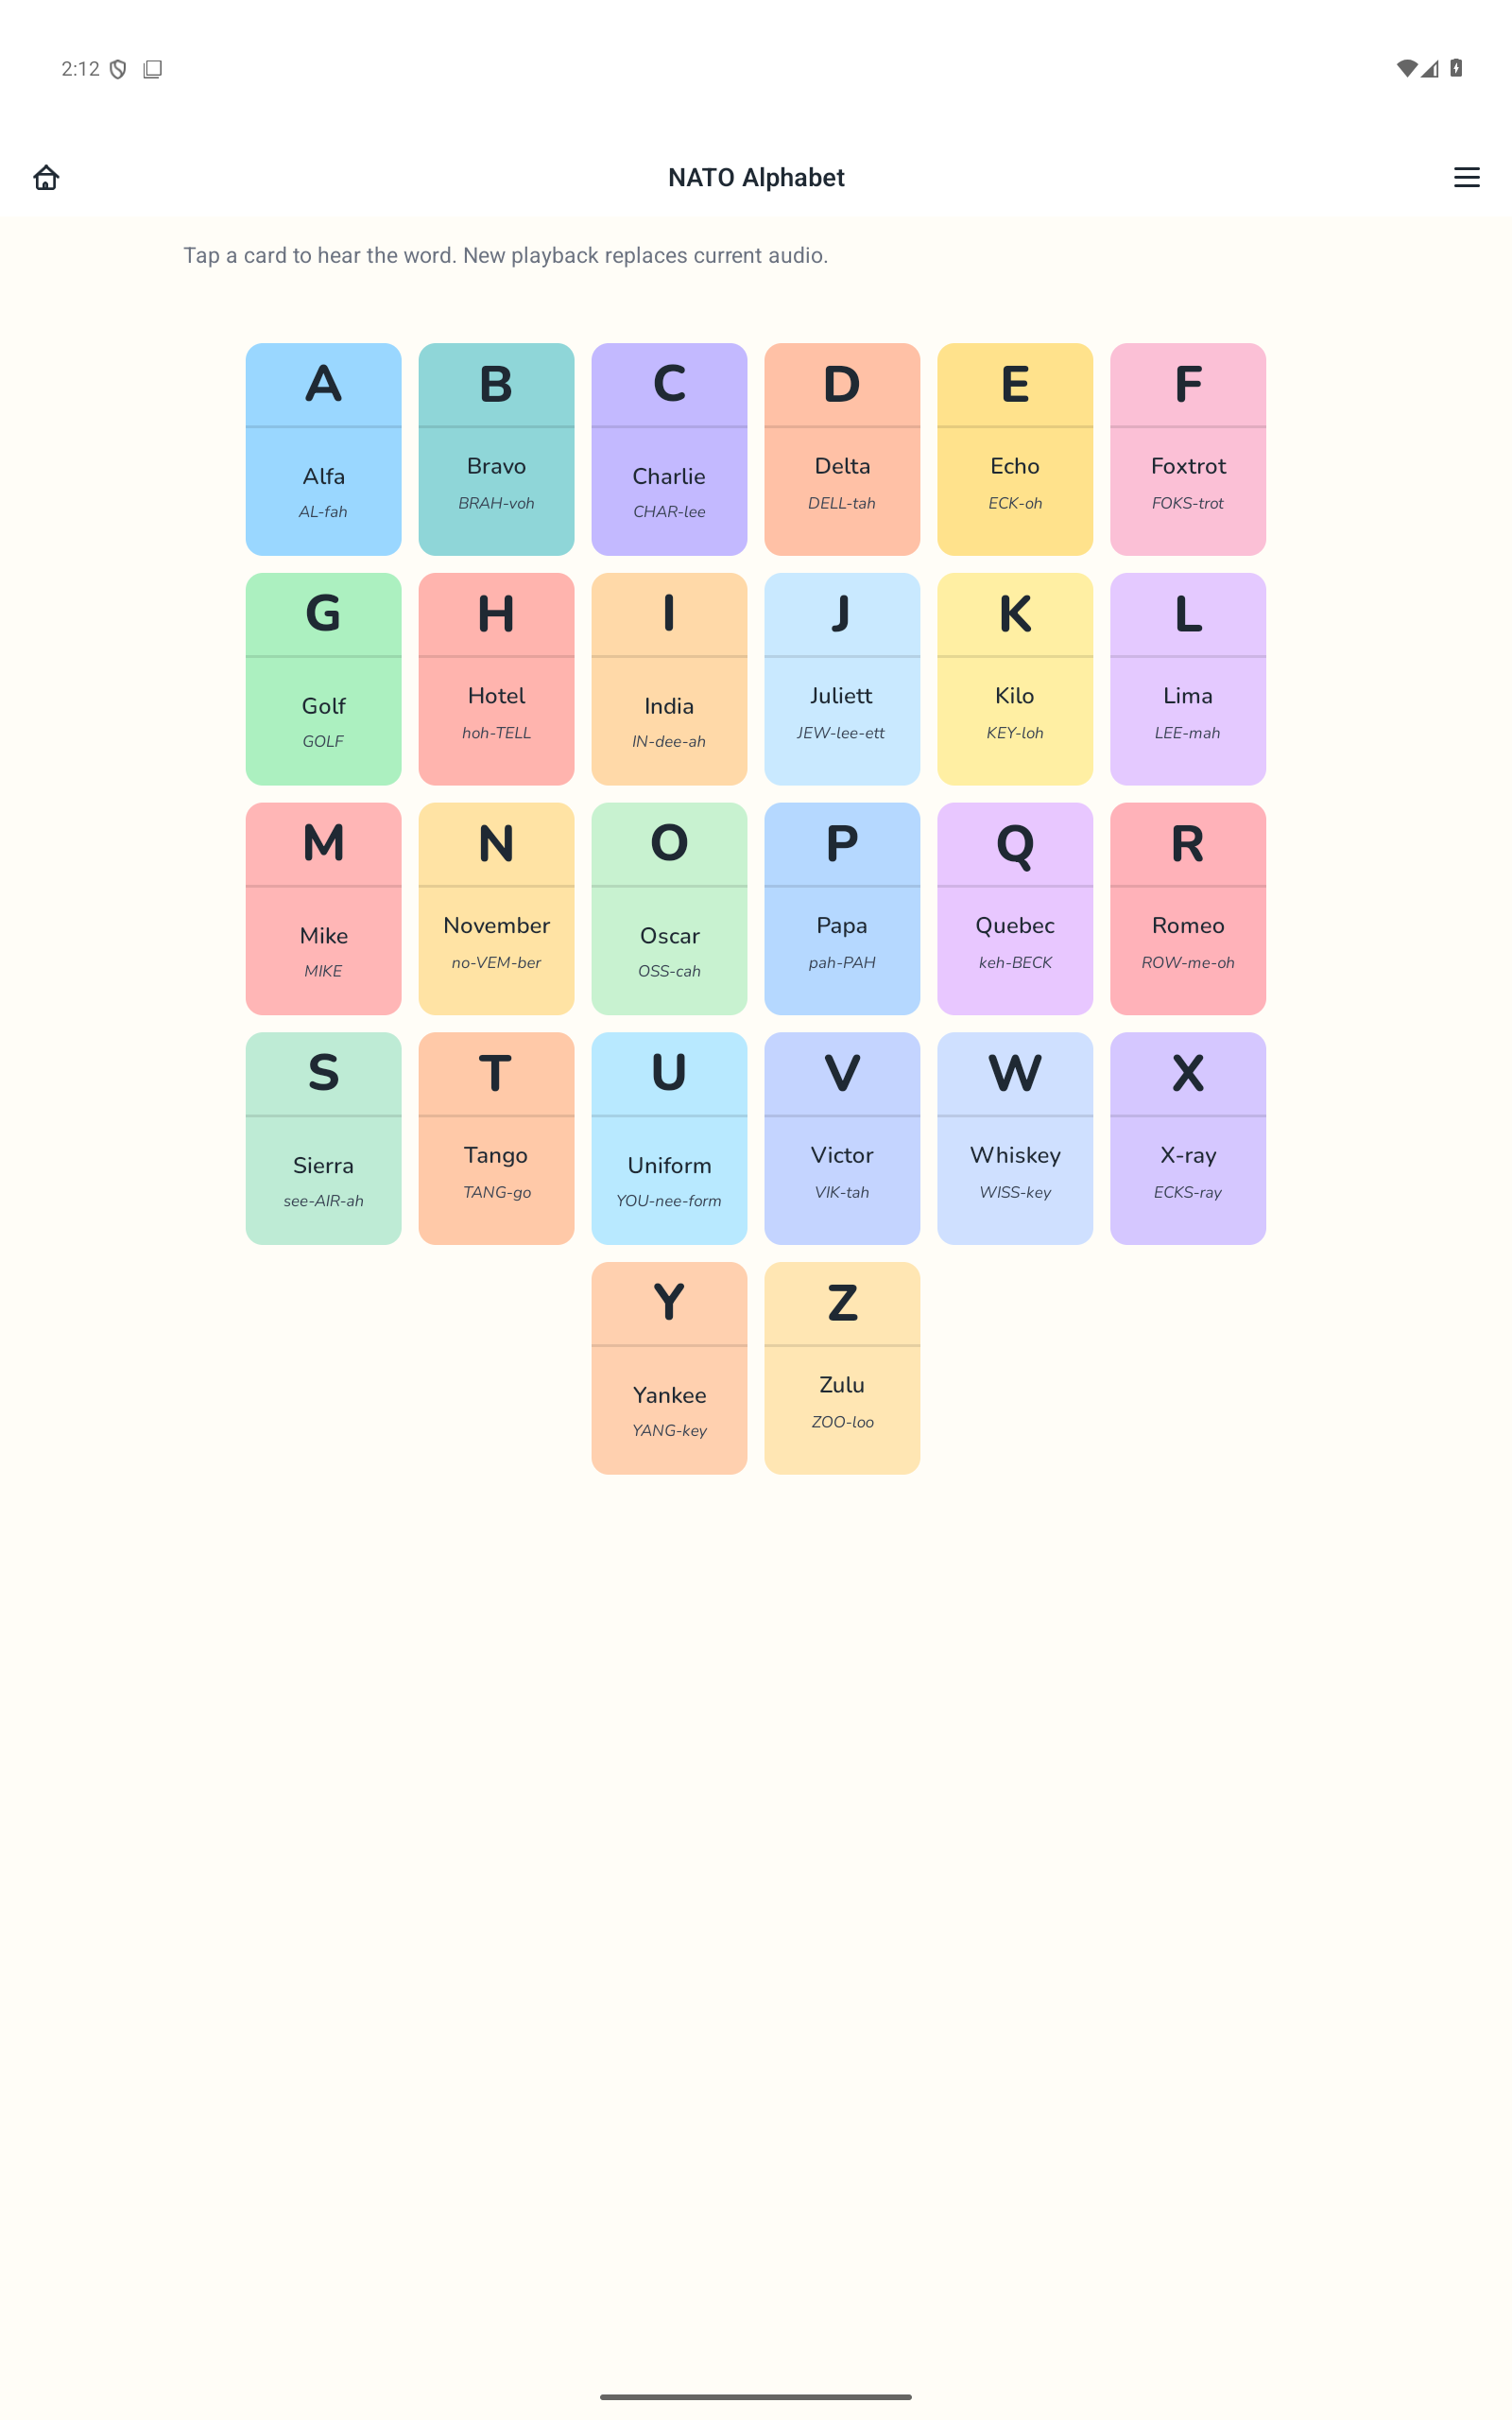 2:12
NATO Alphabet
Tap a card to hear the word. New playback replaces current audio.
A B C D E F
Alfa Bravo Charlie Delta Echo Foxtrot
AL-fah BRAH-voh CHAR-lee DELL-tah ECK-oh FOKS-trot
G H I J K L
Golf Hotel India Juliett Kilo Lima
GOLF hoh-TELL IN-dee-ah JEW-lee-ett KEY-loh LEE-mah
M N O P Q R
Mike November Oscar Papa Quebec Romeo
MIKE no-VEM-ber OSS-cah pah-PAH keh-BECK ROW-me-oh
S T U V W X
Sierra Tango Uniform Victor Whiskey X-ray
see-AIR-ah TANG-go YOU-nee-form VIK-tah WISS-key ECKS-ray
Y Z
Yankee Zulu
YANG-key ZOO-loo